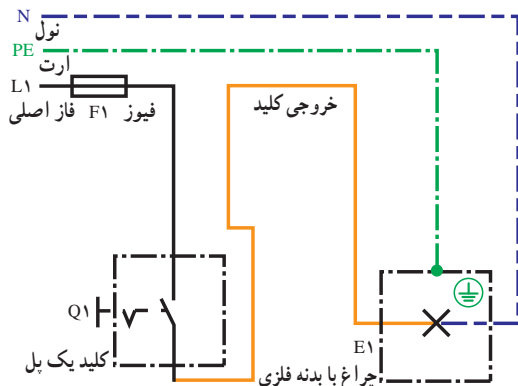 N
نول
PE
ارت
L۱
فاز اصلی
F۱
فیوز
خروجی کلید
Q۱
کلید یک پل
E۱
چراغ با بدنه فلزی